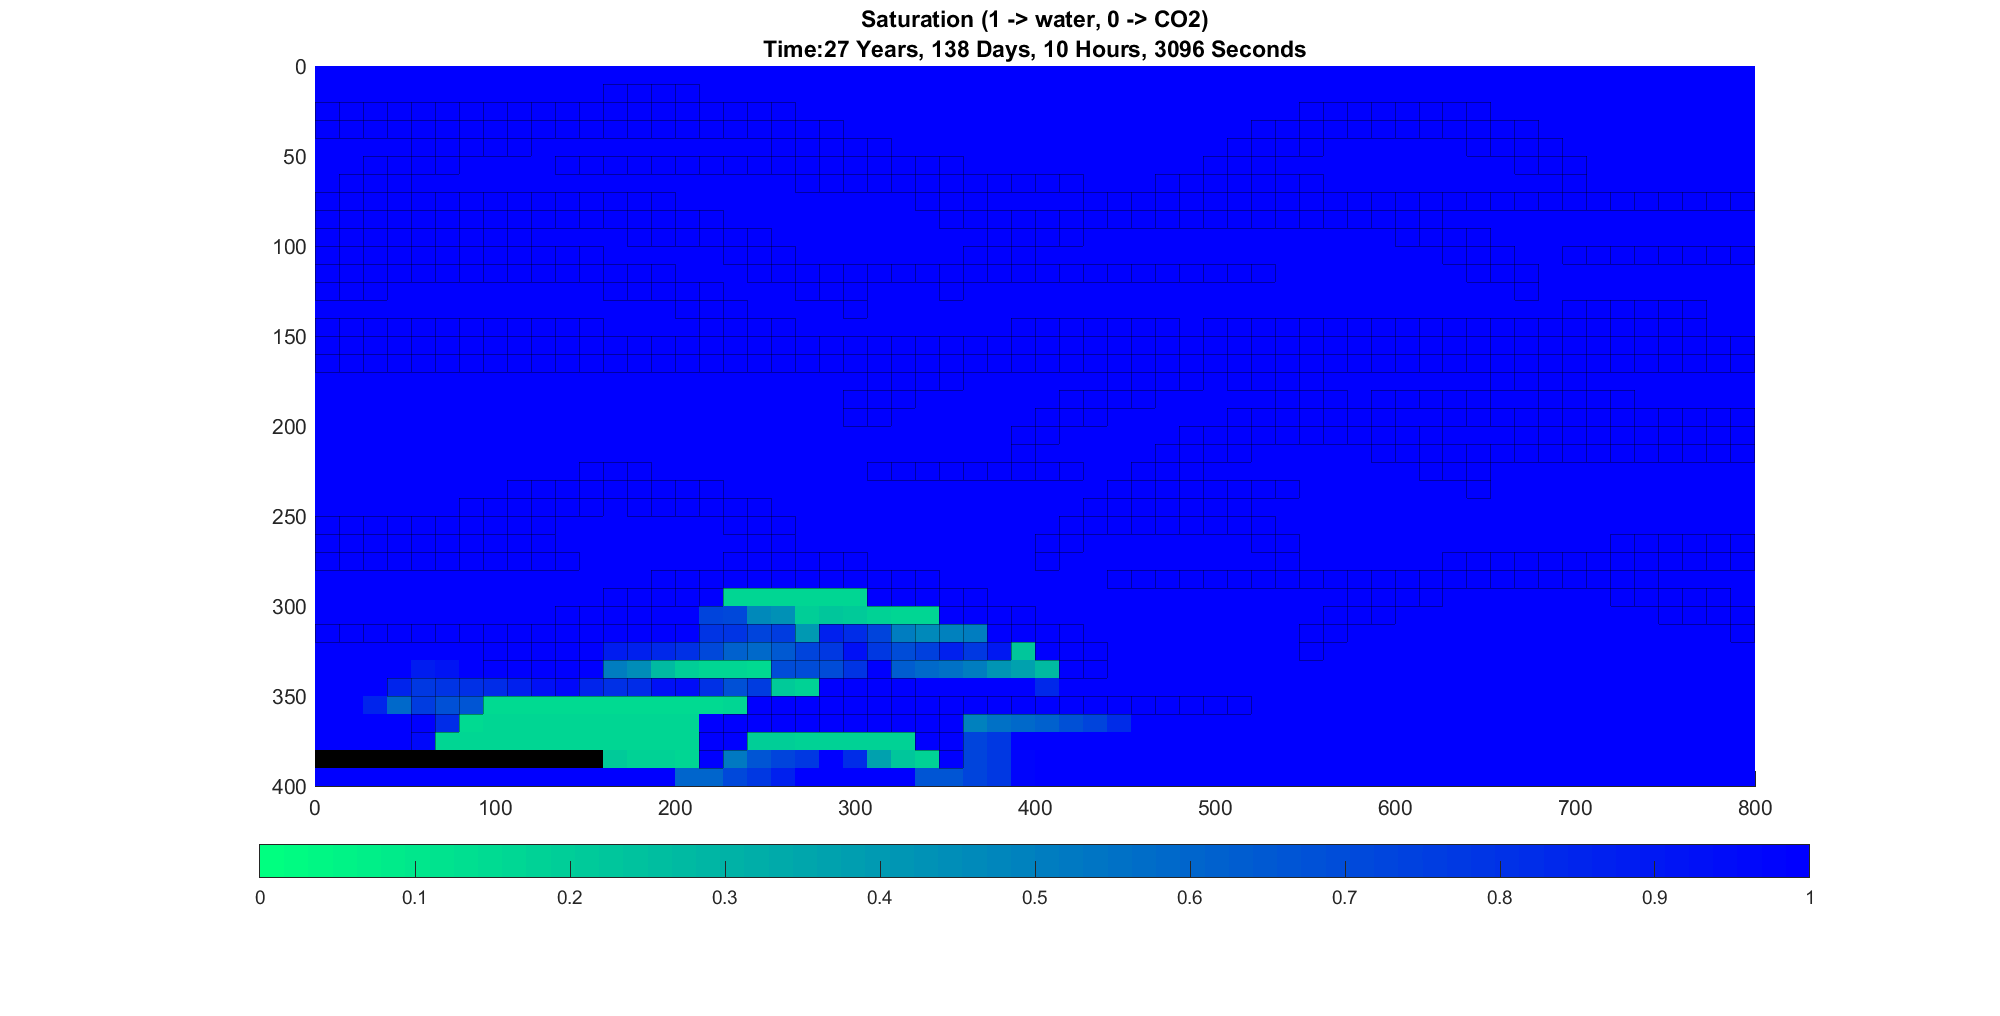 Saturation (1 -> water, 0 -> CO2)
Time:27 Years, 138 Days, 10 Hours, 3096 Seconds
0
50
100
150
200
250
300
350
400
0 100 200 300 400 500 600 700 800
0 0.1 0.2 0.3 0.4 0.5 0.6 0.7 0.8 0.9 1